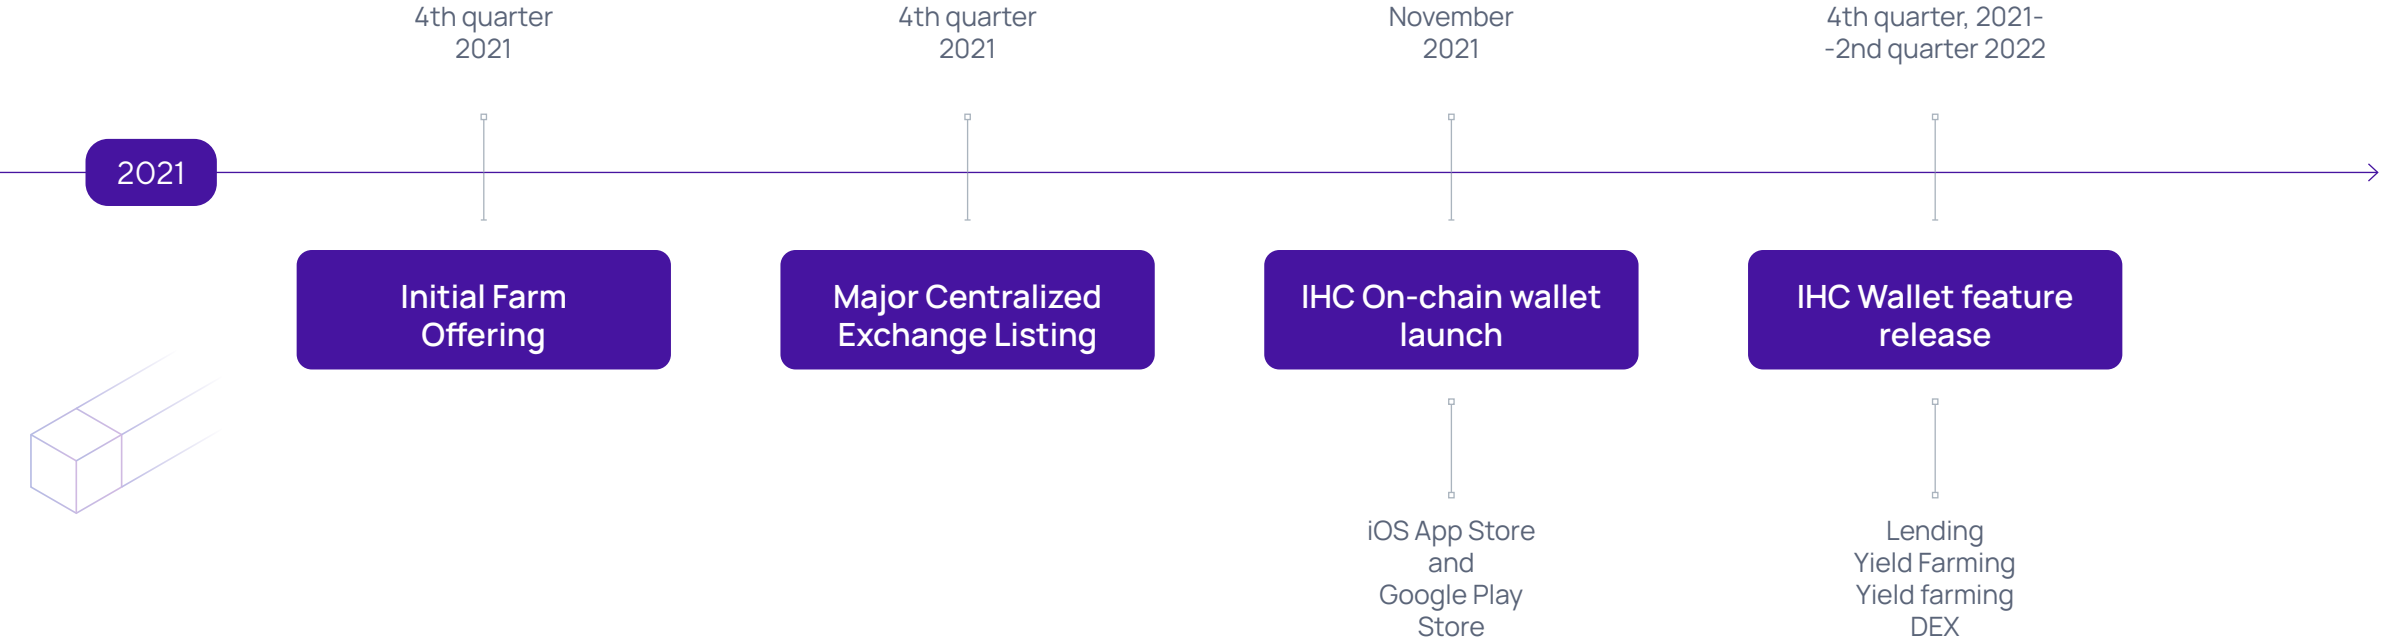 4th quarter
2021
4th quarter
2021
November
2021
4th quarter, 2021-
-2nd quarter 2022
2021
Initial Farm
Offering
Major Centralized
Exchange Listing
IHC On-chain wallet
launch
IHC Wallet feature
release
iOS App Store
and
Google Play
Store
Lending
Yield Farming
Yield farming
DEX